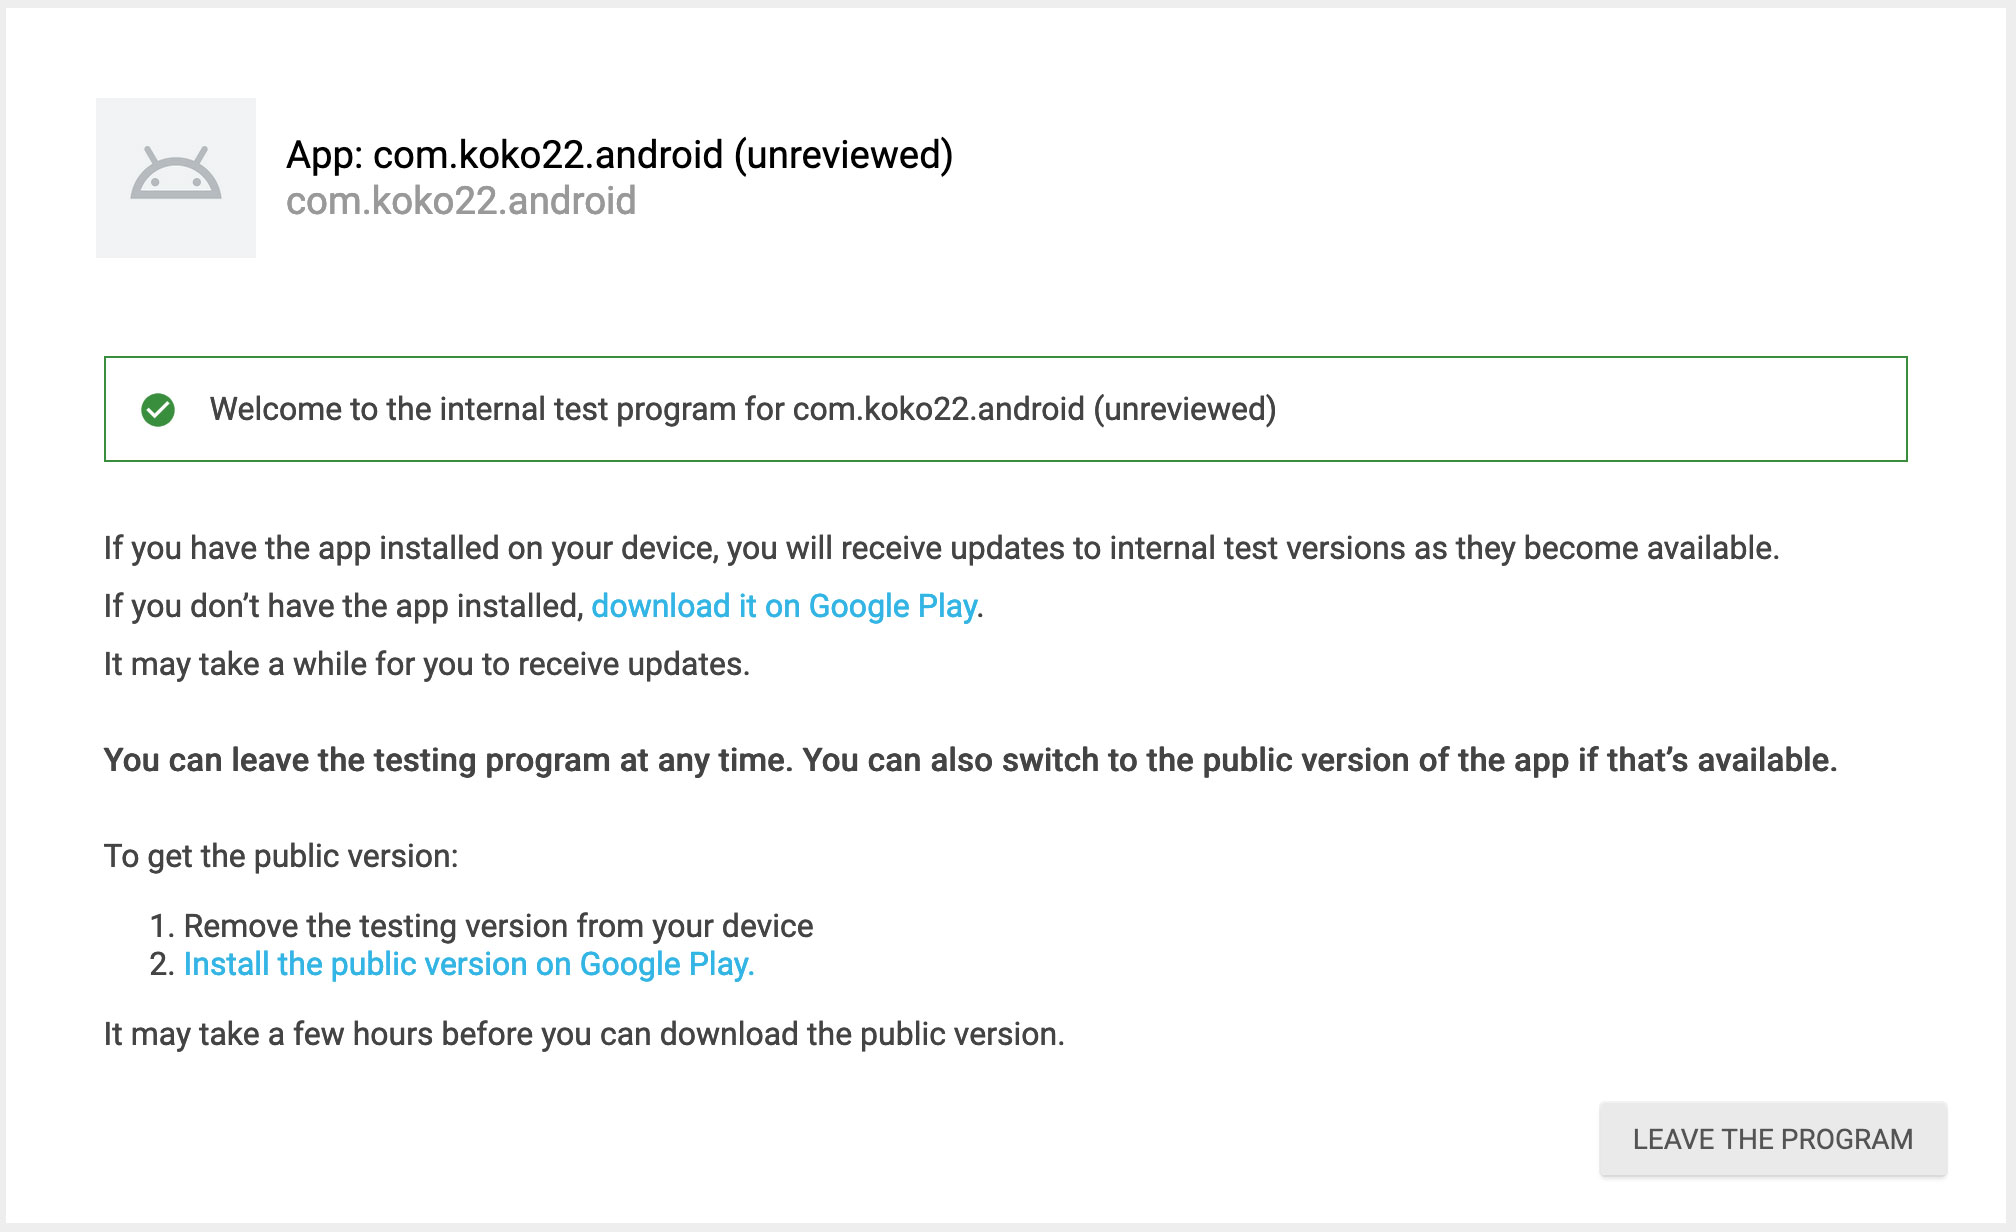 App: com.koko22.android (unreviewed)
com.koko22.android
Welcome to the internal test program for com.koko22.android (unreviewed)
If you have the app installed on your device, you will receive updates to internal test versions as they become available.
If you don’t have the app installed, download it on Google Play.
It may take a while for you to receive updates.
You can leave the testing program at any time. You can also switch to the public version of the app if that’s available.
To get the public version:
1. Remove the testing version from your device
2. Install the public version on Google Play.
It may take a few hours before you can download the public version.
LEAVE THE PROGRAM